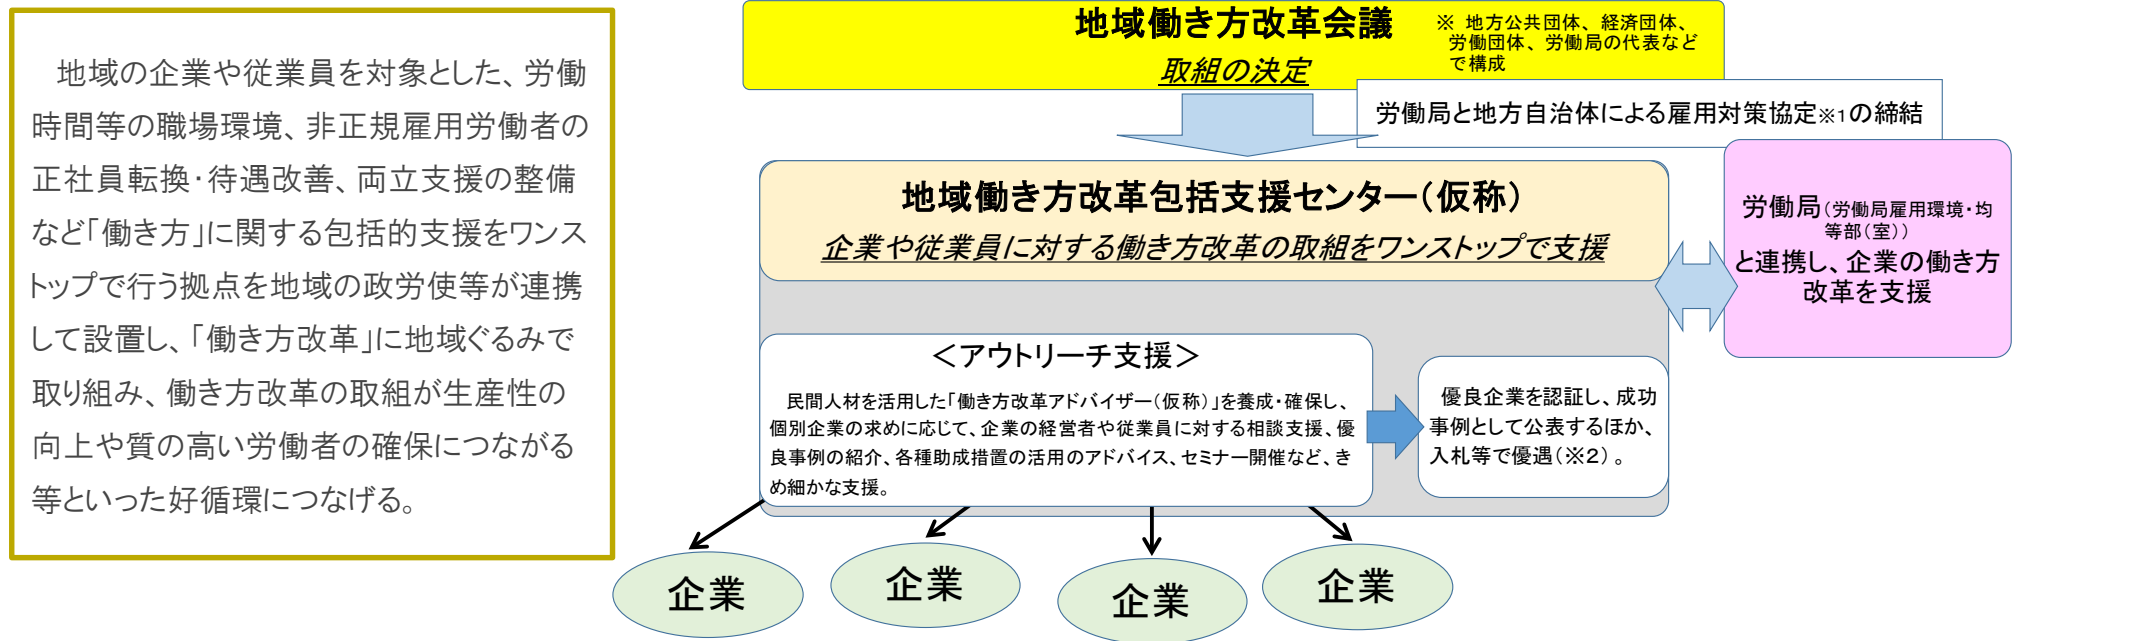 地域の企業や従業員を対象とした、労働
時間等の職場環境、非正規雇用労働者の
正社員転換・待遇改善、両立支援の整備
など「働き方」に関する包括的支援をワンス
トップで行う拠点を地域の政労使等が連携
して設置し、「働き方改革」に地域ぐるみで
取り組み、働き方改革の取組が生産性の
向上や質の高い労働者の確保につながる
等といった好循環につなげる。
地域働き方改革会議
取組の決定
※ 地方公共団体、経済団体、
労働団体、労働局の代表など
で構成
労働局と地方自治体による雇用対策協定※1の締結
地域働き方改革包括支援センター(仮称)
企業や従業員に対する働き方改革の取組をワンストップで支援
労働局(労働局雇用環境・均
等部(室))
と連携し、企業の働き方
改革を支援
<アウトリーチ支援>
民間人材を活用した「働き方改革アドバイザー(仮称)」を養成・確保し、
個別企業の求めに応じて、企業の経営者や従業員に対する相談支援、優
良事例の紹介、各種助成措置の活用のアドバイス、セミナー開催など、き
め細かな支援。
優良企業を認証し、成功
事例として公表するほか、
入札等で優遇(※2)。
企業
企業
企業
企業